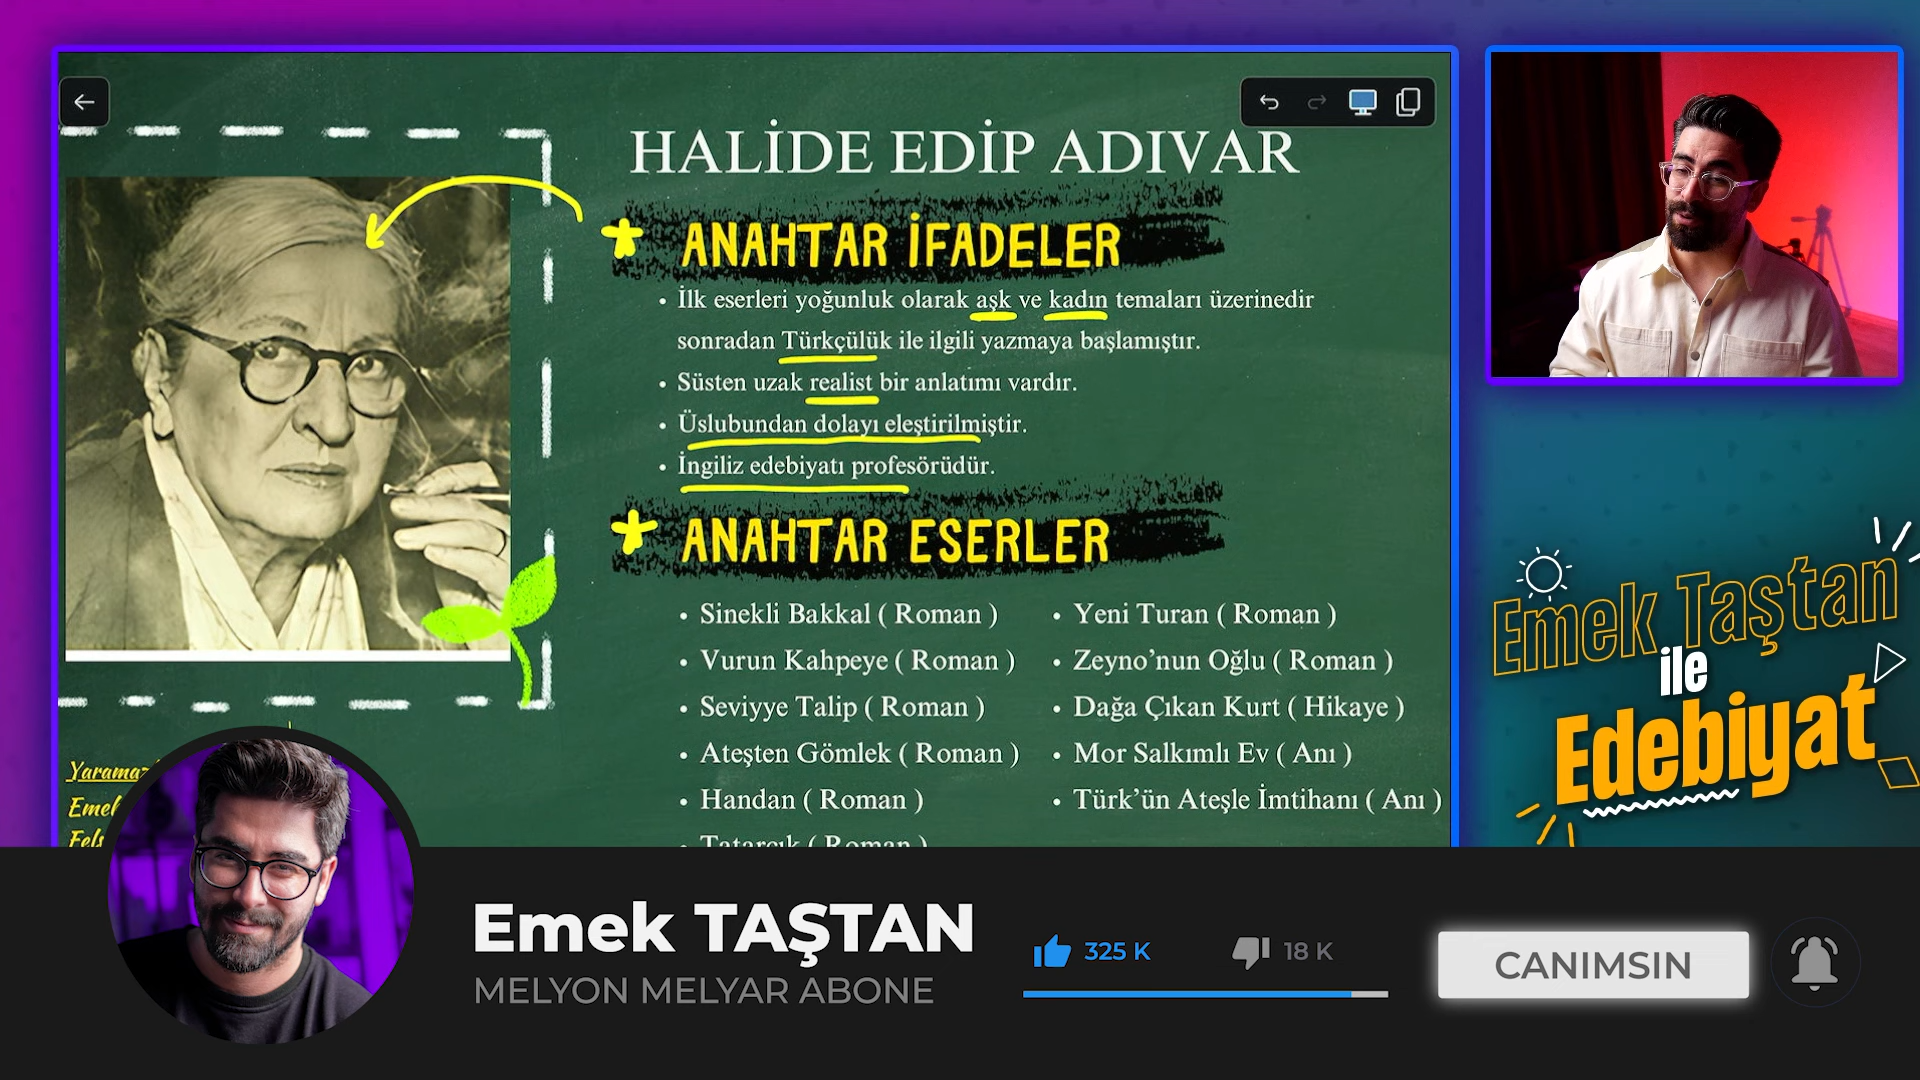 HALİDE EDİP ADIVAR
ANAHTAR İFADELER
• İlk eserleri yoğunluk olarak aşk ve kadın temaları üzerinedir
sonradan Türkçülük ile ilgili yazmaya başlamıştır.
• Süsten uzak realist bir anlatımı vardır.
• Üslubundan dolayı eleştirilmiştir.
• İngiliz edebiyatı profesörüdür.
ANAHTAR ESERLER
• Sinekli Bakkal ( Roman )
• Vurun Kahpeye ( Roman )
• Seviyye Talip ( Roman )
• Ateşten Gömlek ( Roman )
• Handan ( Roman )
• Tatarcık ( Roman )
• Yeni Turan ( Roman )
• Zeyno’nun Oğlu ( Roman )
• Dağa Çıkan Kurt ( Hikaye )
• Mor Salkımlı Ev ( Anı )
• Türk’ün Ateşle İmtihanı ( Anı )
Emek Taştan
ile
Edebiyat
Emek TAŞTAN
MELYON MELYAR ABONE
325 K
18 K
CANIMSIN